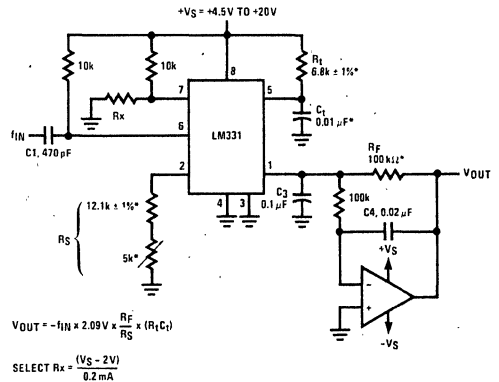 +VS = +4.5V TO +20V
10k
10k
Rt
6.8k ± 1%*
8
7
5
Rx
Ct
0.01 µF*
LM331
fIN
6
C1, 470 pF
RF
100 kΩ*
1
VOUT
2
C3
0.1 µF
100k
C4, 0.02 µF
12.1k ± 1%*
4
3
RS
5k*
+VS
−
+
−VS
VOUT = −fIN × 2.09 V × RF/RS × (RtCt)
SELECT Rx = (VS − 2V)/0.2 mA